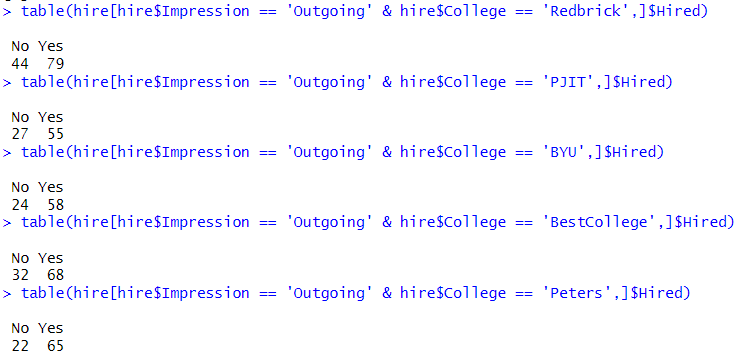 > table(hire[hire$Impression == 'Outgoing' & hire$College == 'Redbrick',]$Hired)
No Yes
44 79
> table(hire[hire$Impression == 'Outgoing' & hire$College == 'PJIT',]$Hired)
No Yes
27 55
> table(hire[hire$Impression == 'Outgoing' & hire$College == 'BYU',]$Hired)
No Yes
24 58
> table(hire[hire$Impression == 'Outgoing' & hire$College == 'BestCollege',]$Hired)
No Yes
32 68
> table(hire[hire$Impression == 'Outgoing' & hire$College == 'Peters',]$Hired)
No Yes
22 65